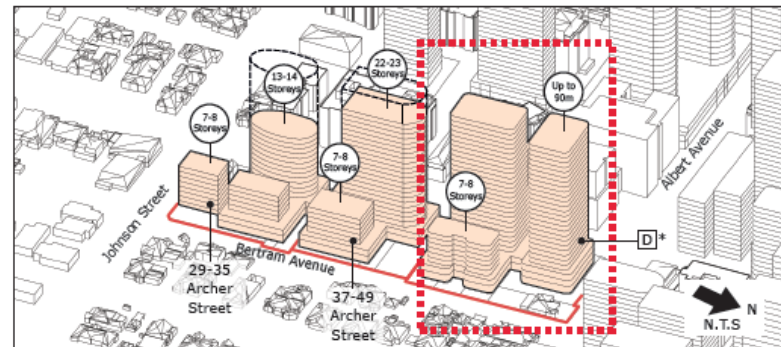 22-23
Storeys
13-14
Storeys
Up to
90m
7-8
Storeys
7-8
Storeys
7-8
Storeys
Albert Avenue
Johnson Street
D*
Bertram Avenue
29-35
Archer
Street
37-49
Archer
Street
N
N.T.S